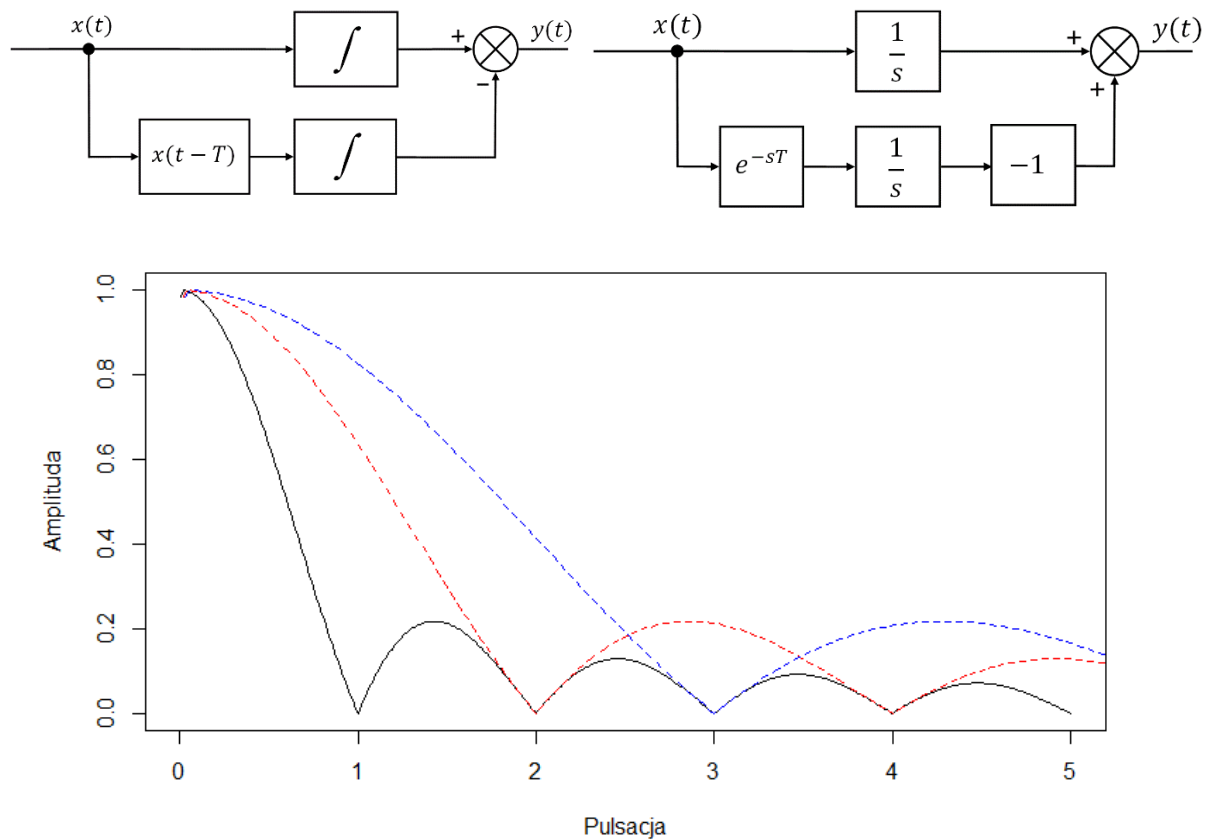 x(t)
∫
+
y(t)
−
x(t − T)
∫
x(t)
1/s
+
y(t)
+
e^{-sT}
1/s
−1
Amplituda
1.0
0.8
0.6
0.4
0.2
0.0
0 1 2 3 4 5
Pulsacja